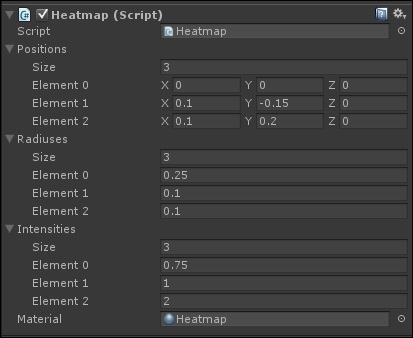 Heatmap (Script)
Script Heatmap
Positions
Size 3
Element 0 X 0 Y 0 Z 0
Element 1 X 0.1 Y -0.15 Z 0
Element 2 X 0.1 Y 0.2 Z 0
Radiuses
Size 3
Element 0 0.25
Element 1 0.1
Element 2 0.1
Intensities
Size 3
Element 0 0.75
Element 1 1
Element 2 2
Material Heatmap